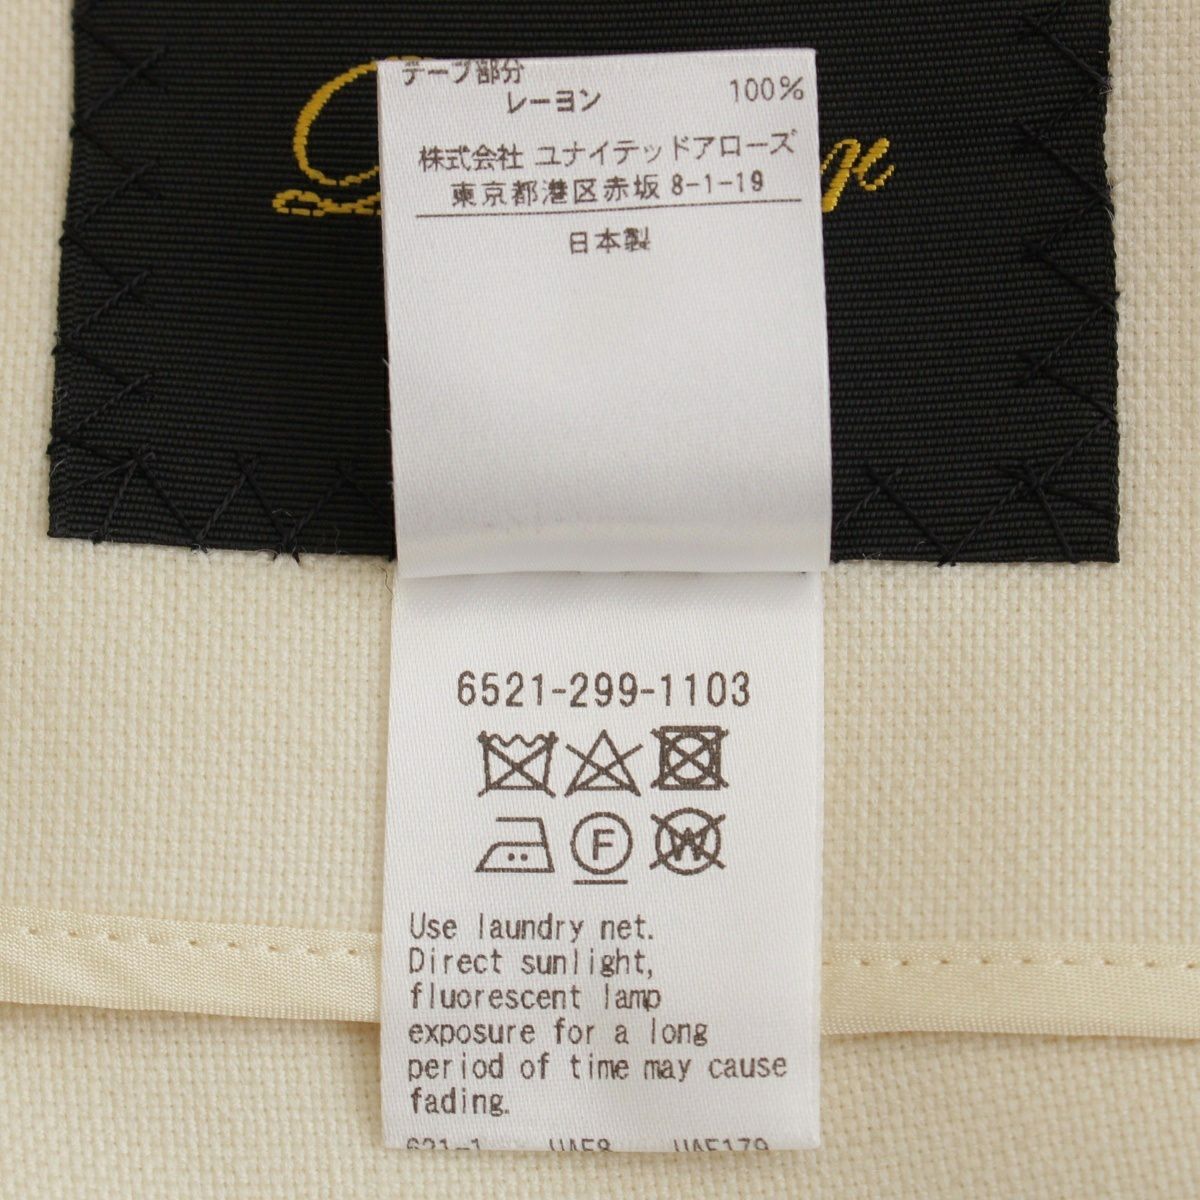 テープ部分
レーヨン 100%
株式会社 ユナイテッドアローズ
東京都港区赤坂 8-1-19
日本製
6521-299-1103
F W
Use laundry net.
Direct sunlight,
fluorescent lamp
exposure for a long
period of time may cause
fading.